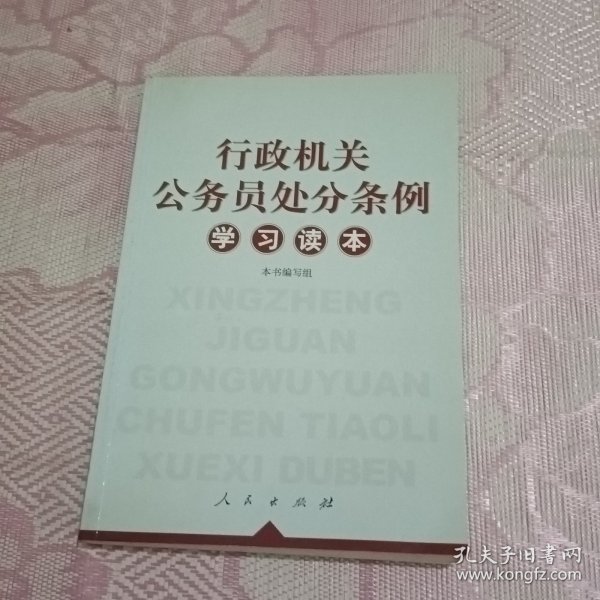 行政机关
公务员处分条例
学习读本
本书编写组
XINGZHENG
JIGUAN
GONGWUYUAN
CHUFEN TIAOLI
XUEXI DUBEN
人民出版社
孔夫子旧书网
www.kongfz.com